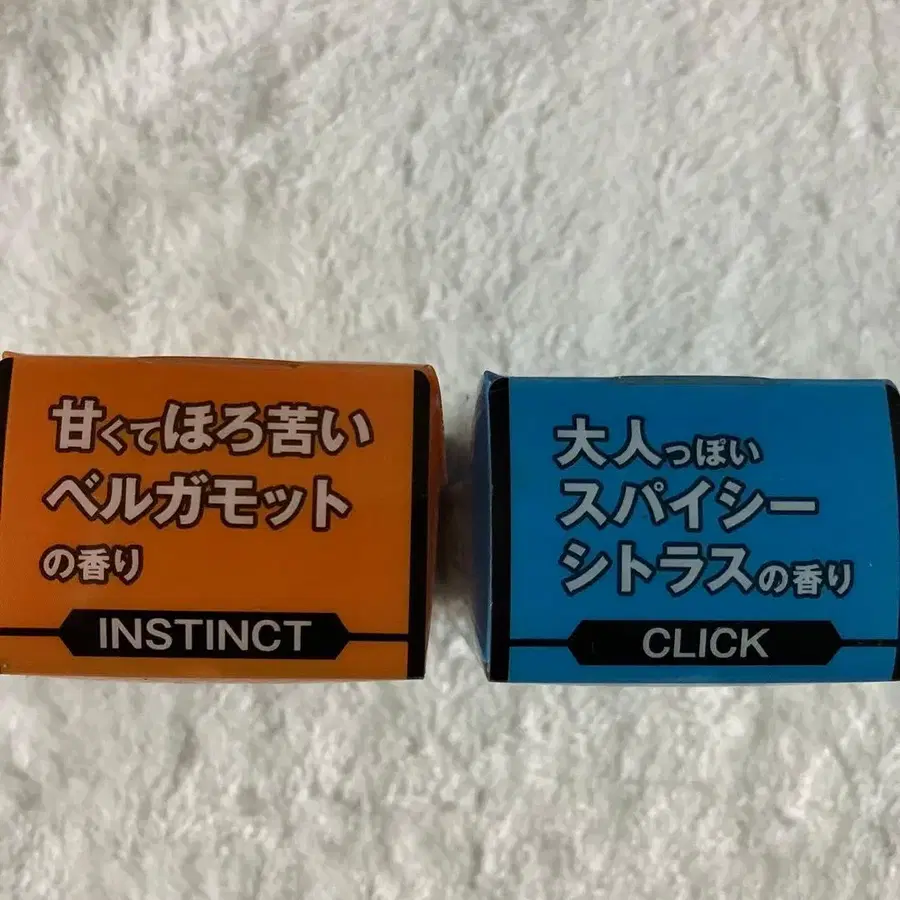 甘くてほろ苦い
ベルガモット
の香り
INSTINCT
大人っぽい
スパイシー
シトラスの香り
CLICK